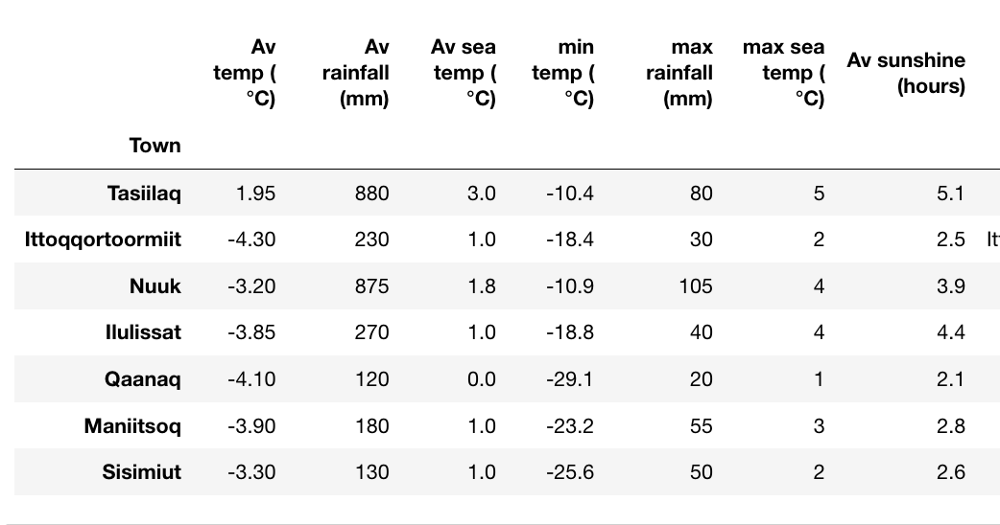 Av temp ( °C) Av rainfall (mm) Av sea temp ( °C) min temp ( °C) max rainfall (mm) max sea temp ( °C) Av sunshine (hours)
Town
Tasiilaq 1.95 880 3.0 -10.4 80 5 5.1
Ittoqqortoormiit -4.30 230 1.0 -18.4 30 2 2.5 Itt
Nuuk -3.20 875 1.8 -10.9 105 4 3.9
Ilulissat -3.85 270 1.0 -18.8 40 4 4.4
Qaanaq -4.10 120 0.0 -29.1 20 1 2.1
Maniitsoq -3.90 180 1.0 -23.2 55 3 2.8
Sisimiut -3.30 130 1.0 -25.6 50 2 2.6